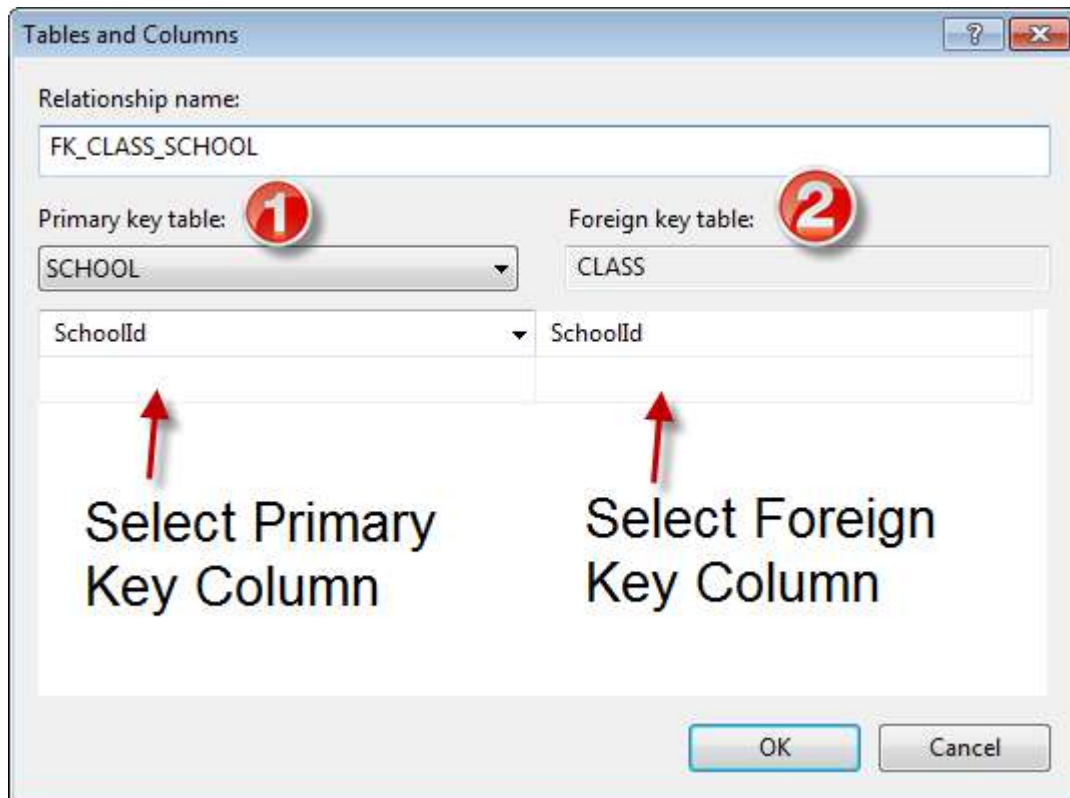 Tables and Columns
Relationship name:
FK_CLASS_SCHOOL
Primary key table: 1
Foreign key table: 2
SCHOOL
CLASS
SchoolId
SchoolId
Select Primary
Key Column
Select Foreign
Key Column
OK
Cancel